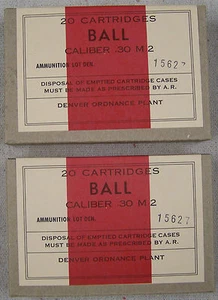 20 CARTRIDGES
BALL
CALIBER .30 M.2
AMMUNITION LOT DEN. 15627
DISPOSAL OF EMPTIED CARTRIDGE CASES
MUST BE MADE AS PRESCRIBED BY A.R.
DENVER ORDNANCE PLANT
20 CARTRIDGES
BALL
CALIBER .30 M.2
AMMUNITION LOT DEN. 15627
DISPOSAL OF EMPTIED CARTRIDGE CASES
MUST BE MADE AS PRESCRIBED BY A.R.
DENVER ORDNANCE PLANT